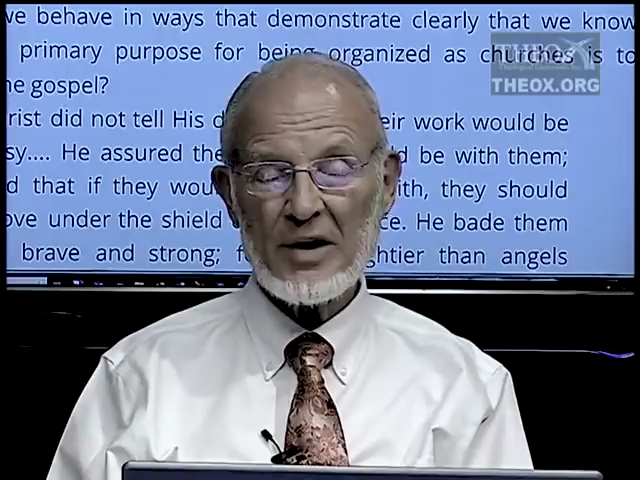 we behave in ways that demonstrate clearly that we know
primary purpose for being organized as churches is to
he gospel?
THEOX
THEOX.ORG
rist did not tell His d eir work would be
sy.... He assured the d be with them;
d that if they wou ith, they should
ove under the shield ce. He bade them
brave and strong; f ghtier than angels